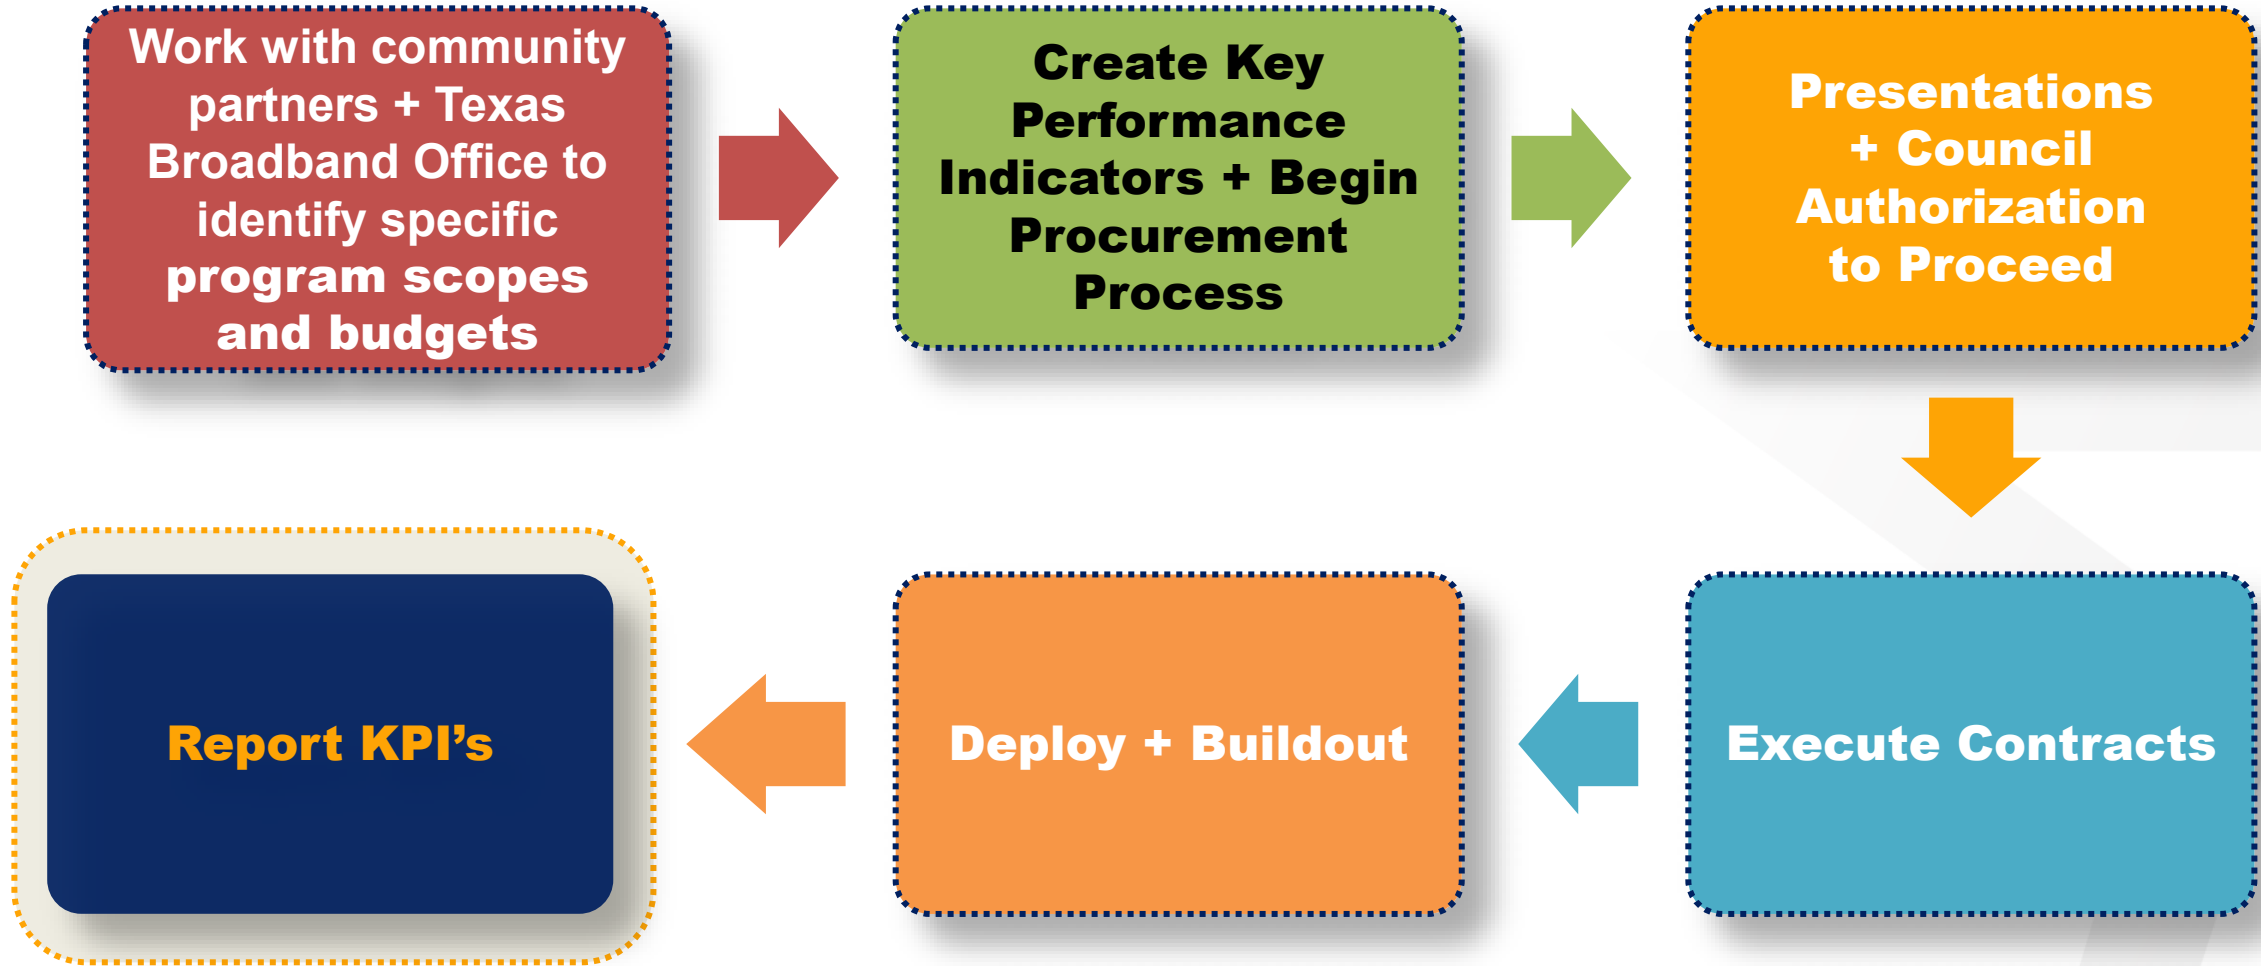 Work with community
partners + Texas
Broadband Office to
identify specific
program scopes
and budgets
Create Key
Performance
Indicators + Begin
Procurement
Process
Presentations
+ Council
Authorization
to Proceed
Execute Contracts
Deploy + Buildout
Report KPI’s